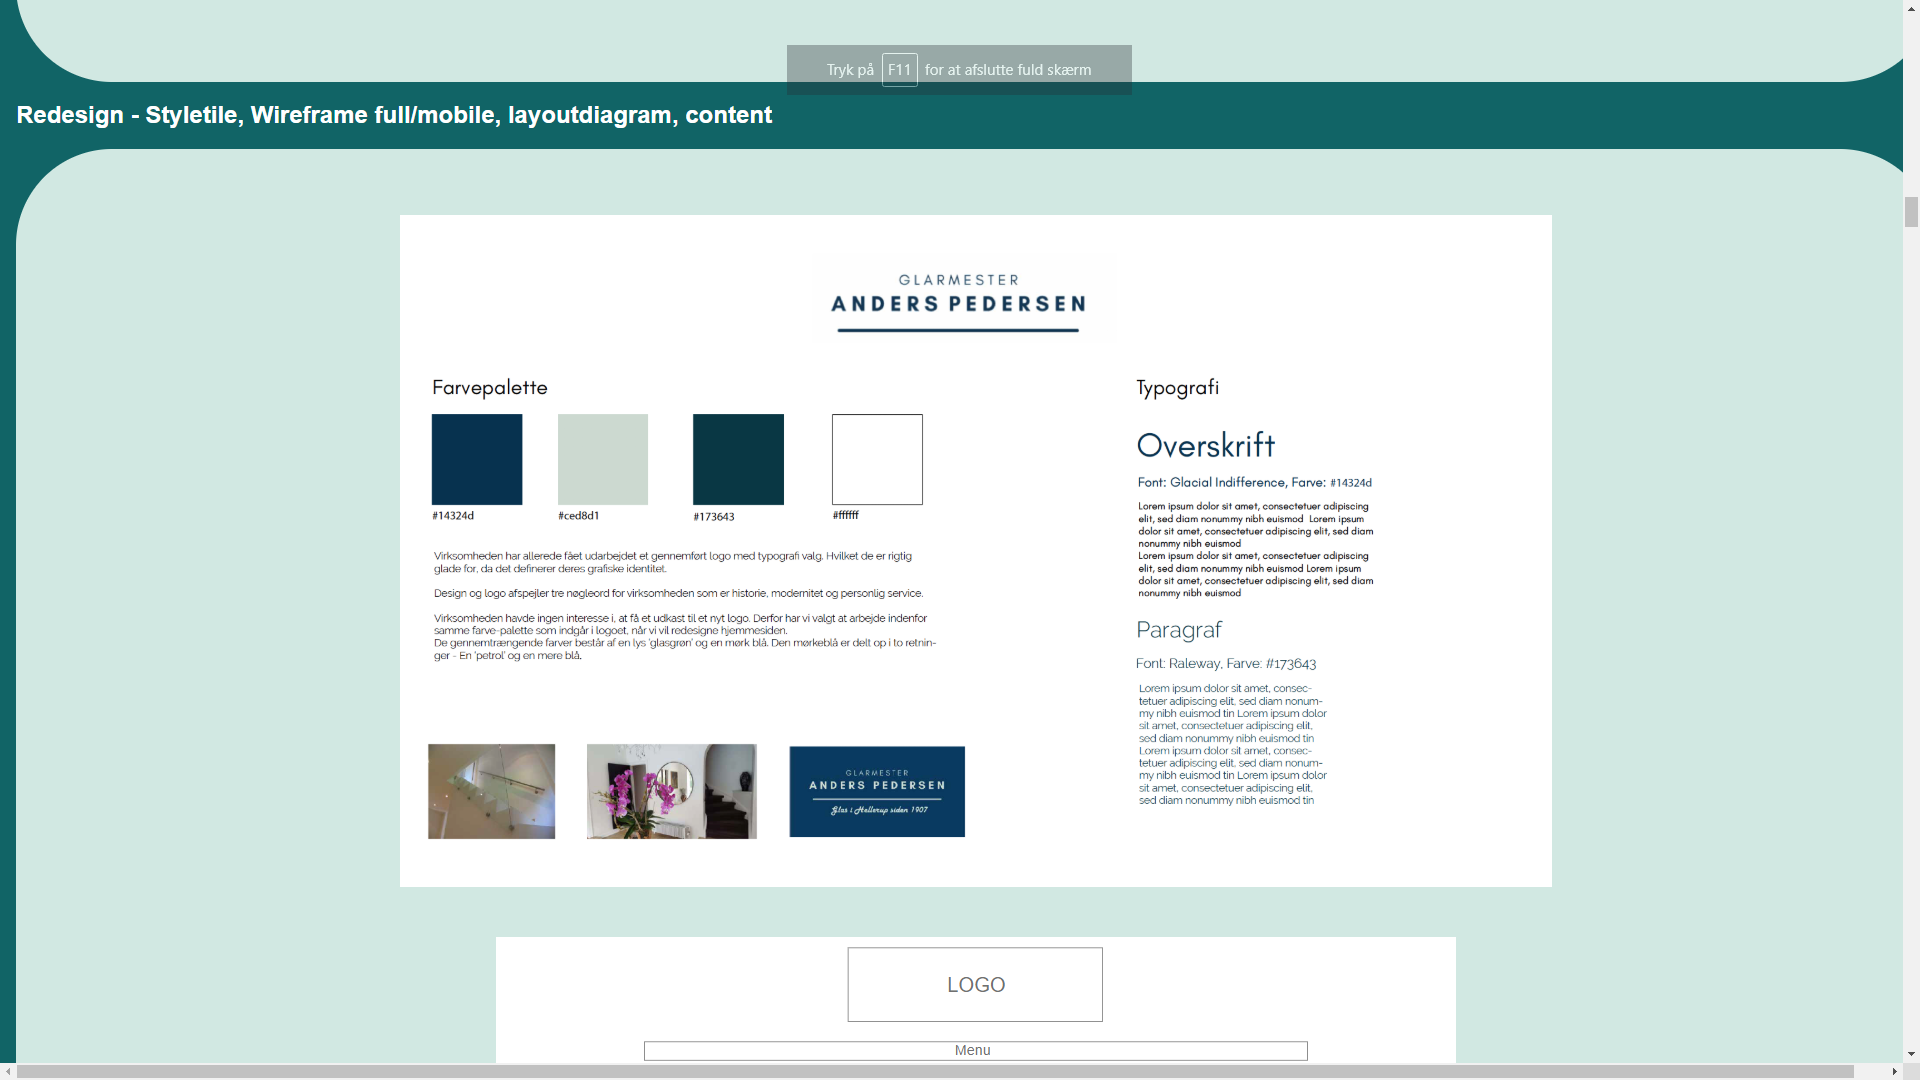 Tryk på F11 for at afslutte fuld skærm
Redesign - Styletile, Wireframe full/mobile, layoutdiagram, content
GLARMESTER
ANDERS PEDERSEN
Farvepalette
#14324d
#ced8d1
#173643
#ffffff
Virksomheden har allerede fået udarbejdet et gennemført logo med typografi valg. Hvilket de er rigtig
glade for, da det definerer deres grafiske identitet.
Design og logo afspejler tre nøgleord for virksomheden som er historie, modernitet og personlig service.
Virksomheden havde ingen interesse i, at få et udkast til et nyt logo. Derfor har vi valgt at arbejde indenfor
samme farve-palette som indgår i logoet, når vi vil redesigne hjemmesiden.
De gennemtrængende farver består af en lys 'glasgrøn' og en mørk blå. Den mørkeblå er delt op i to retnin-
ger - En 'petrol' og en mere blå.
GLARMESTER
ANDERS PEDERSEN
Glas i Hellerup siden 1907
Typografi
Overskrift
Font: Glacial Indifference, Farve: #14324d
Lorem ipsum dolor sit amet, consectetuer adipiscing
elit, sed diam nonummy nibh euismod  Lorem ipsum
dolor sit amet, consectetuer adipiscing elit, sed diam
nonummy nibh euismod
Lorem ipsum dolor sit amet, consectetuer adipiscing
elit, sed diam nonummy nibh euismod Lorem ipsum
dolor sit amet, consectetuer adipiscing elit, sed diam
nonummy nibh euismod
Paragraf
Font: Raleway, Farve: #173643
Lorem ipsum dolor sit amet, consec-
tetuer adipiscing elit, sed diam nonum-
my nibh euismod tin Lorem ipsum dolor
sit amet, consectetuer adipiscing elit,
sed diam nonummy nibh euismod tin
Lorem ipsum dolor sit amet, consec-
tetuer adipiscing elit, sed diam nonum-
my nibh euismod tin Lorem ipsum dolor
sit amet, consectetuer adipiscing elit,
sed diam nonummy nibh euismod tin
LOGO
Menu